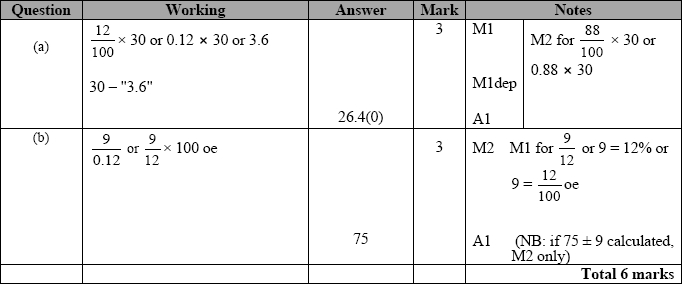 Question Working Answer Mark Notes
(a) 12/100 × 30 or 0.12 × 30 or 3.6 3 M1 M2 for 88/100 × 30 or
0.88 × 30
30 – "3.6" M1dep
26.4(0) A1
(b) 9/0.12 or 9/12 × 100 oe 3 M2 M1 for 9/12 or 9 = 12% or
9 = 12/100 oe
75 A1 (NB: if 75 ± 9 calculated,
M2 only)
Total 6 marks